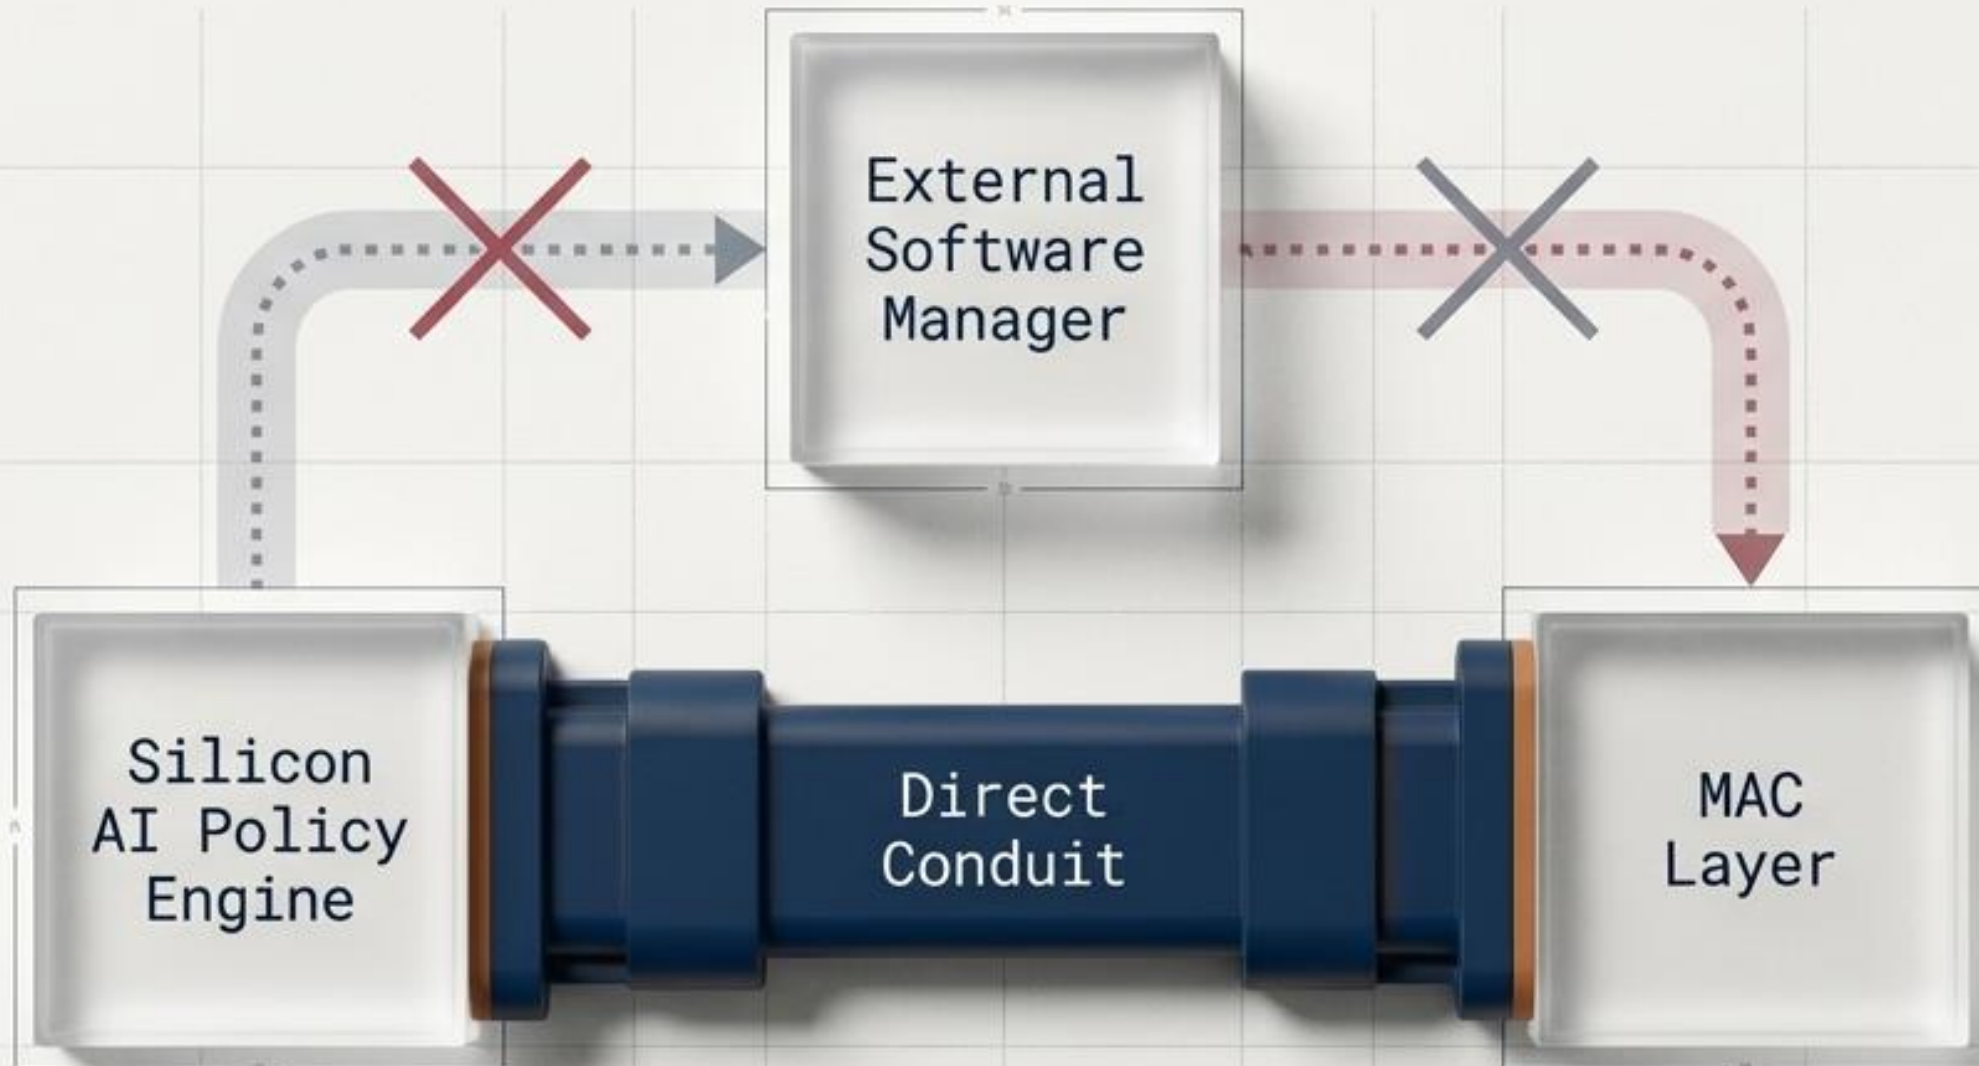 External
Software
Manager
Silicon
AI Policy
Engine
Direct
Conduit
MAC
Layer